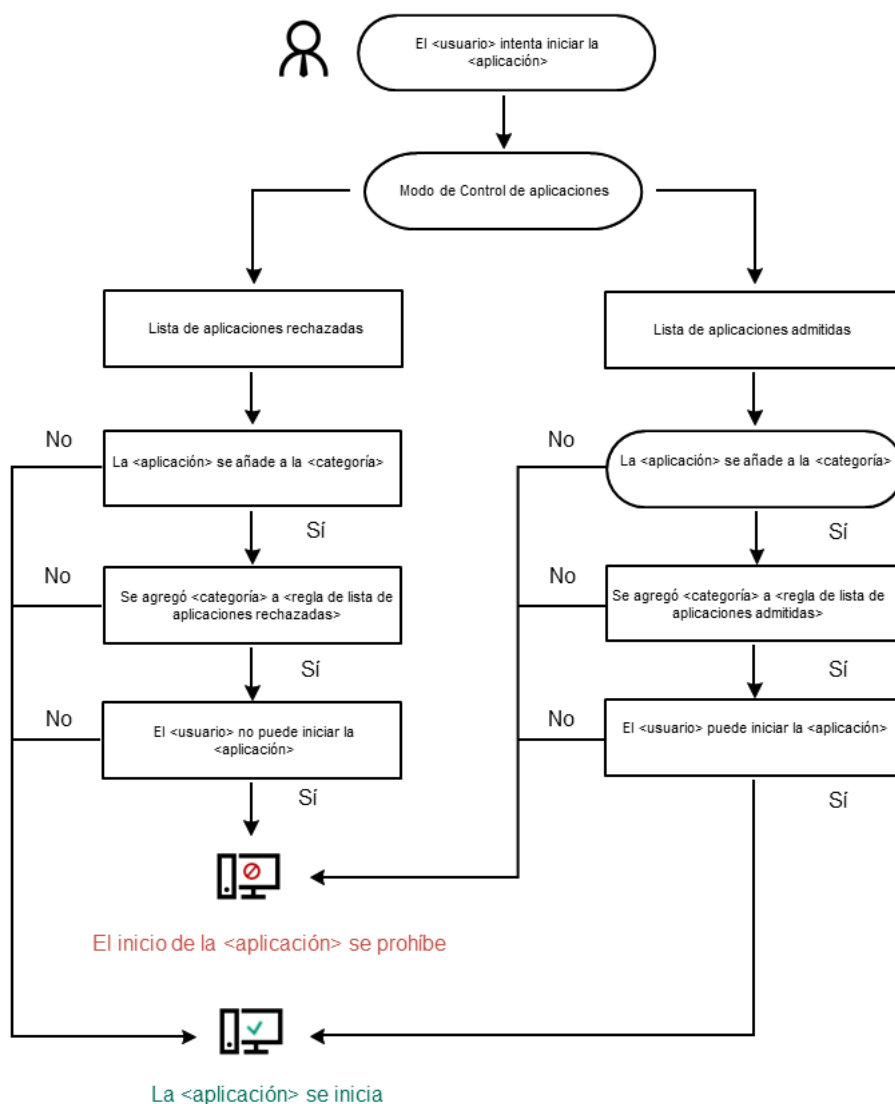 El <usuario> intenta iniciar la
<aplicación>
Modo de Control de aplicaciones
Lista de aplicaciones rechazadas
Lista de aplicaciones admitidas
No
La <aplicación> se añade a la <categoría>
Sí
No
Se agregó <categoría> a <regla de lista de
aplicaciones rechazadas>
Sí
No
El <usuario> no puede iniciar la
<aplicación>
Sí
No
La <aplicación> se añade a la <categoría>
Sí
No
Se agregó <categoría> a <regla de lista de
aplicaciones admitidas>
Sí
No
El <usuario> puede iniciar la <aplicación>
Sí
El inicio de la <aplicación> se prohíbe
La <aplicación> se inicia